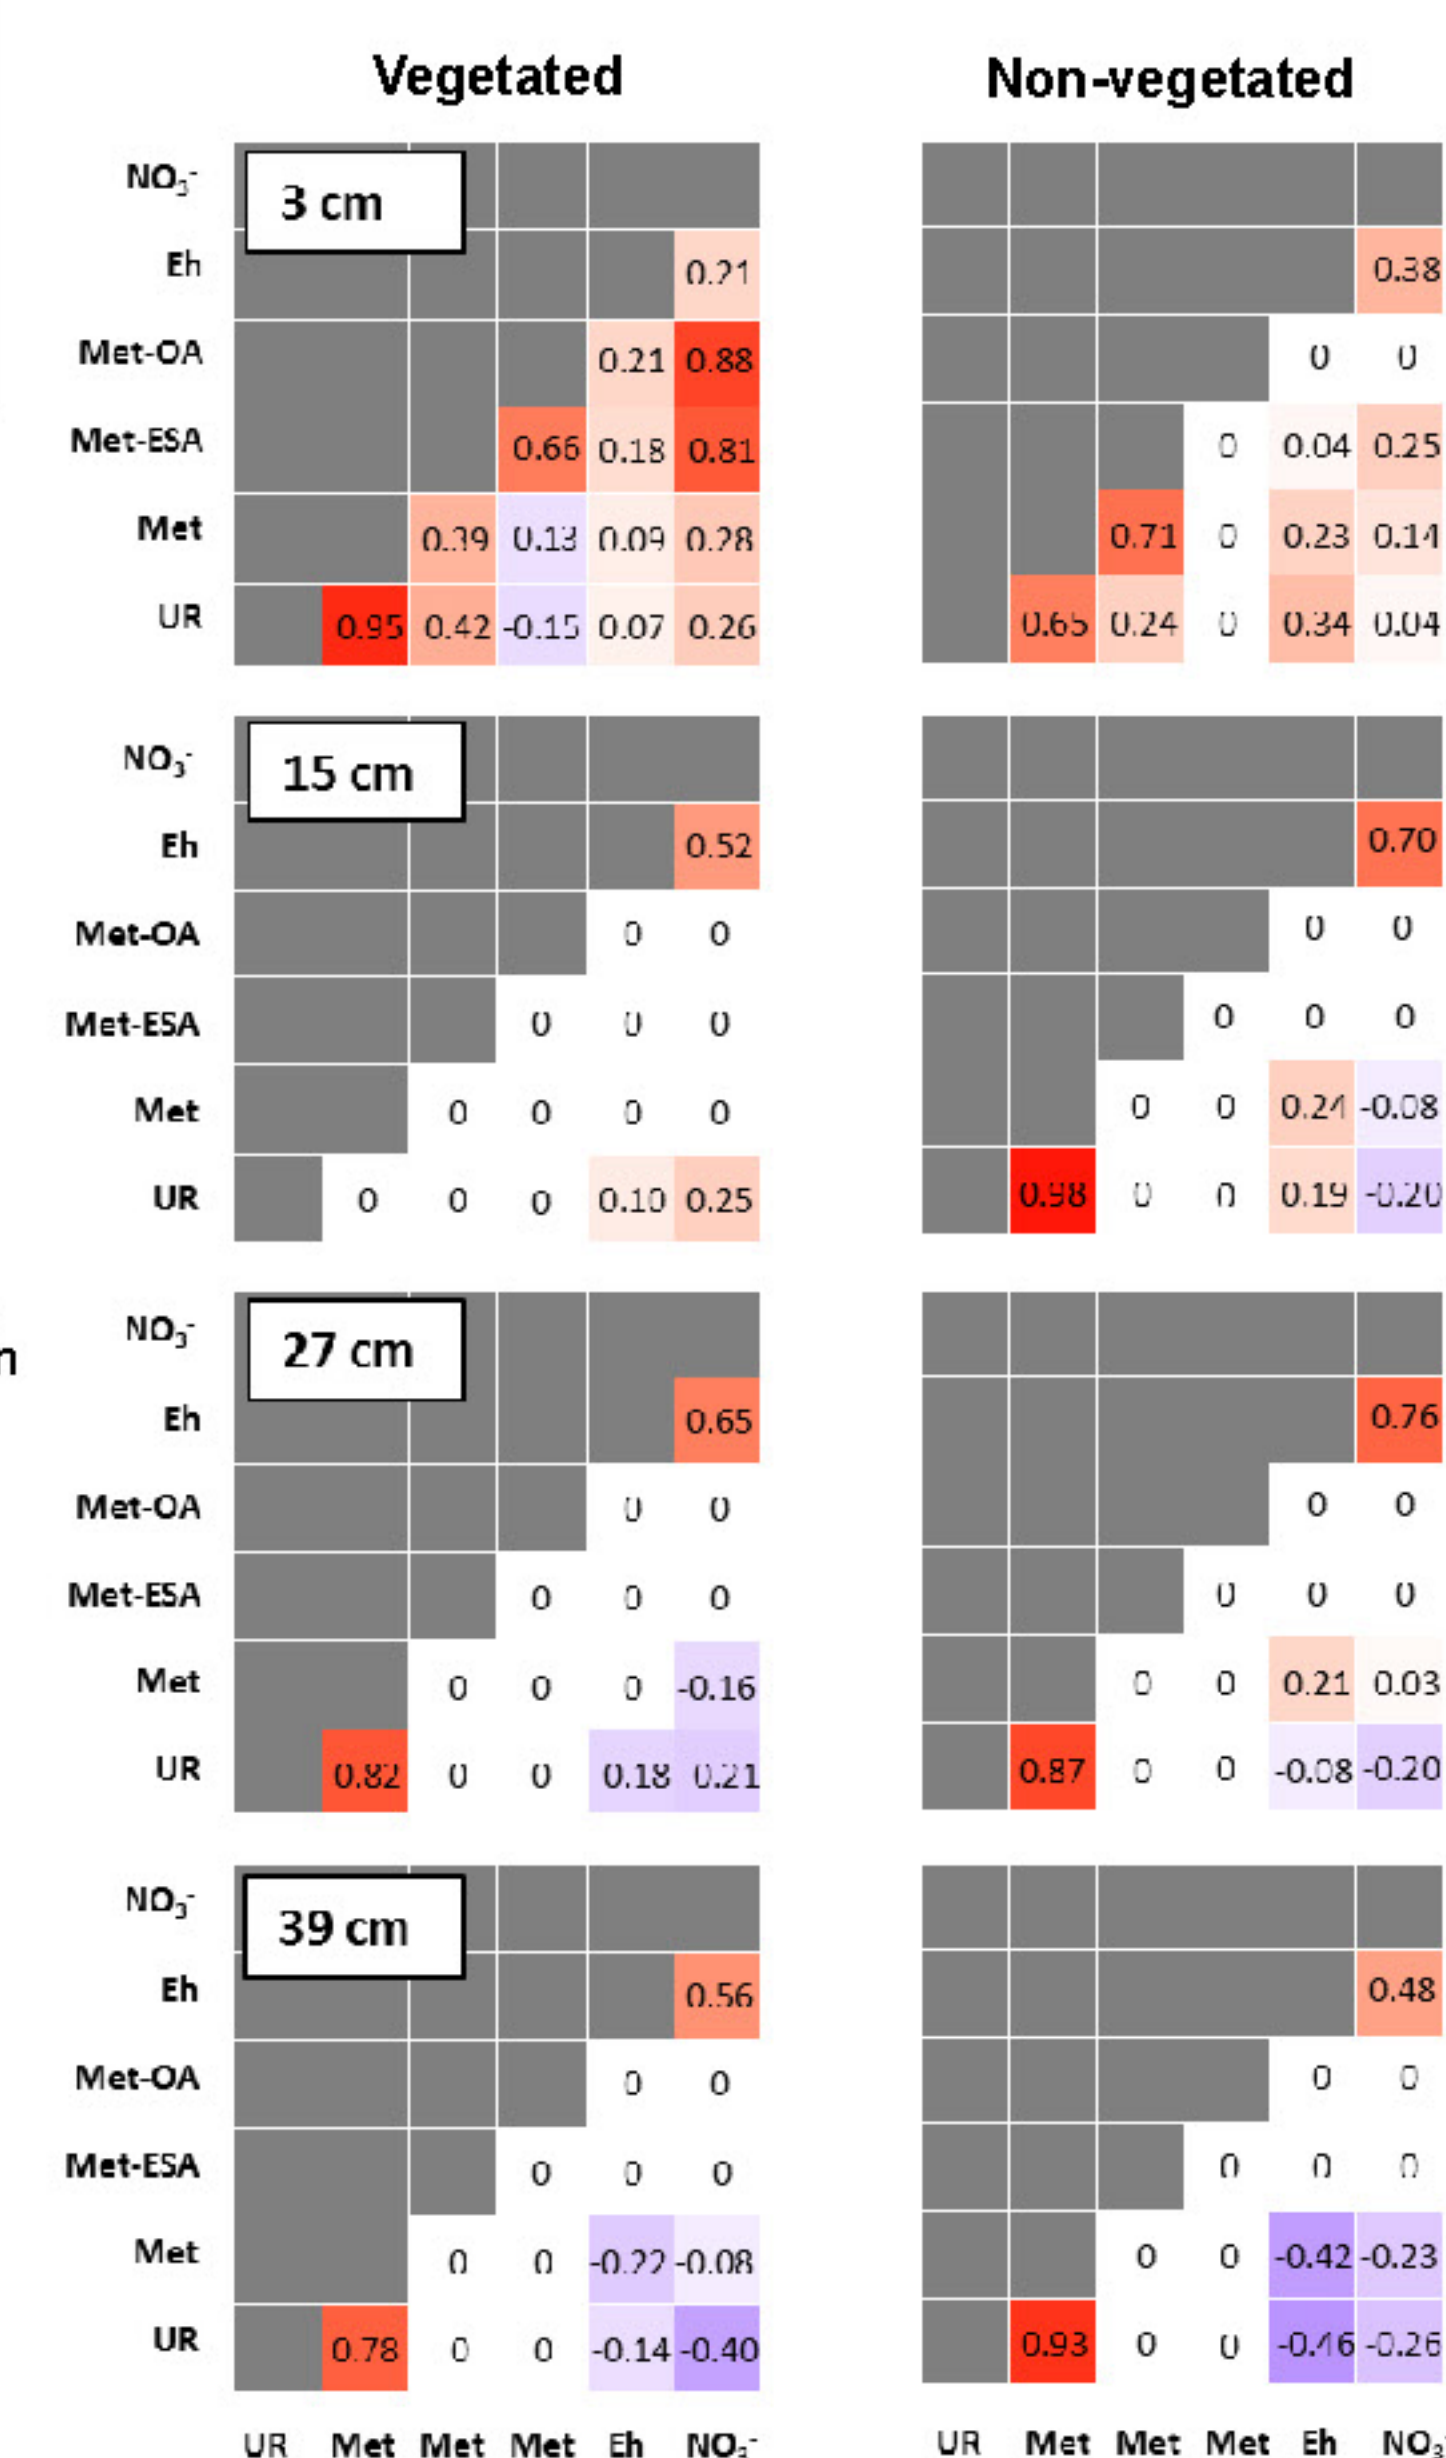 Vegetated Non-vegetated
NO₃⁻ 3 cm
Eh 0.21 0.38
Met-OA 0.21 0.88 0 0
Met-ESA 0.66 0.18 0.81 0 0.04 0.25
Met 0.39 0.13 0.09 0.28 0.71 0 0.23 0.14
UR 0.95 0.42 -0.15 0.07 0.26 0.65 0.24 0 0.34 0.04
NO₃⁻ 15 cm
Eh 0.52 0.70
Met-OA 0 0 0 0
Met-ESA 0 0 0 0 0 0
Met 0 0 0 0 0 0 0.24 -0.08
UR 0 0 0 0.10 0.25 0.98 0 0 0.19 -0.20
NO₃⁻ 27 cm
n
Eh 0.65 0.76
Met-OA 0 0 0 0
Met-ESA 0 0 0 0 0 0
Met 0 0 0 -0.16 0 0 0.21 0.03
UR 0.82 0 0 0.18 0.21 0.87 0 0 -0.08 -0.20
NO₃⁻ 39 cm
Eh 0.56 0.48
Met-OA 0 0 0 0
Met-ESA 0 0 0 0 0 0
Met 0 0 -0.22 -0.08 0 0 -0.42 -0.23
UR 0.78 0 0 -0.14 -0.40 0.93 0 0 -0.46 -0.26
UR Met Met Met Eh NO₃⁻ UR Met Met Met Eh NO₃